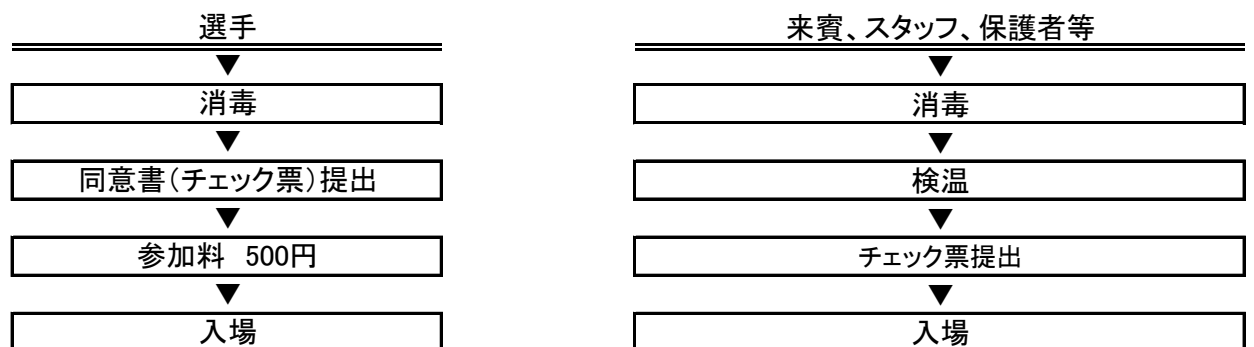 選手
▼
消毒
▼
同意書(チェック票)提出
▼
参加料 500円
▼
入場
来賓、スタッフ、保護者等
▼
消毒
▼
検温
▼
チェック票提出
▼
入場